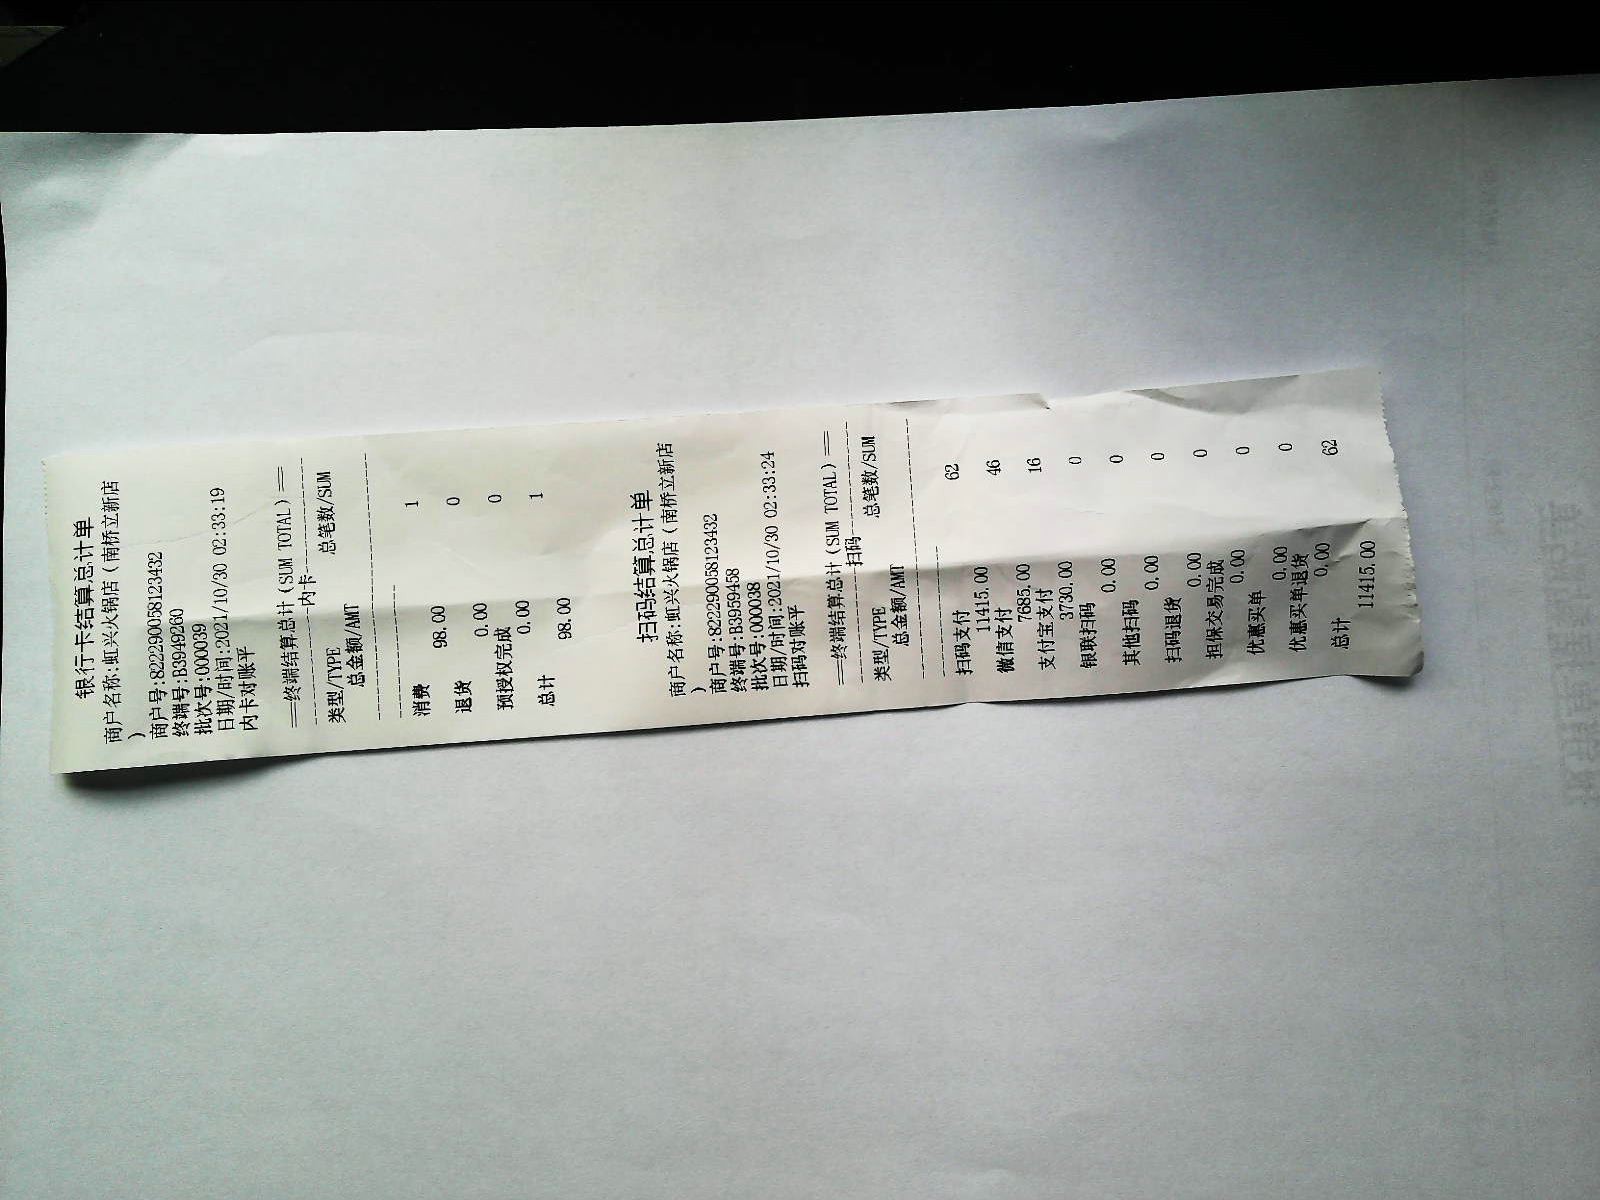 银行卡结算总计单
商户名称:虹兴火锅店(南桥立新店
)
商户号:822290058123432
终端号:B3949260
批次号:000039
日期/时间:2021/10/30 02:33:19
内卡对账平
==终端结算总计(SUM TOTAL)==
内卡
类型/TYPE 总笔数/SUM
总金额/AMT
消费 1
98.00
退货 0
0.00
预授权完成 0
0.00
总计 1
98.00
扫码结算总计单
商户名称:虹兴火锅店(南桥立新店
)
商户号:822290058123432
终端号:B3959458
批次号:000038
日期/时间:2021/10/30 02:33:24
扫码对账平
==终端结算总计(SUM TOTAL)==
扫码
类型/TYPE 总笔数/SUM
总金额/AMT
扫码支付 62
11415.00
微信支付 46
7685.00
支付宝支付 16
3730.00
银联扫码 0
0.00
其他扫码 0
0.00
扫码退货 0
0.00
担保交易完成 0
0.00
优惠买单 0
0.00
优惠买单退货 0
0.00
总计 62
11415.00